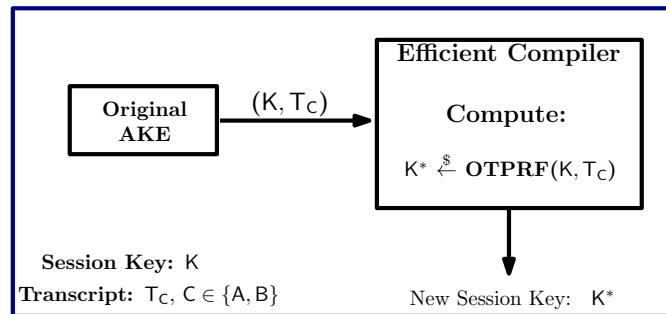 Original
AKE
(K, T_C)
Efficient Compiler
Compute:
K* $← OTPRF(K, T_C)
Session Key: K
Transcript: T_C, C ∈ {A, B}
New Session Key: K*